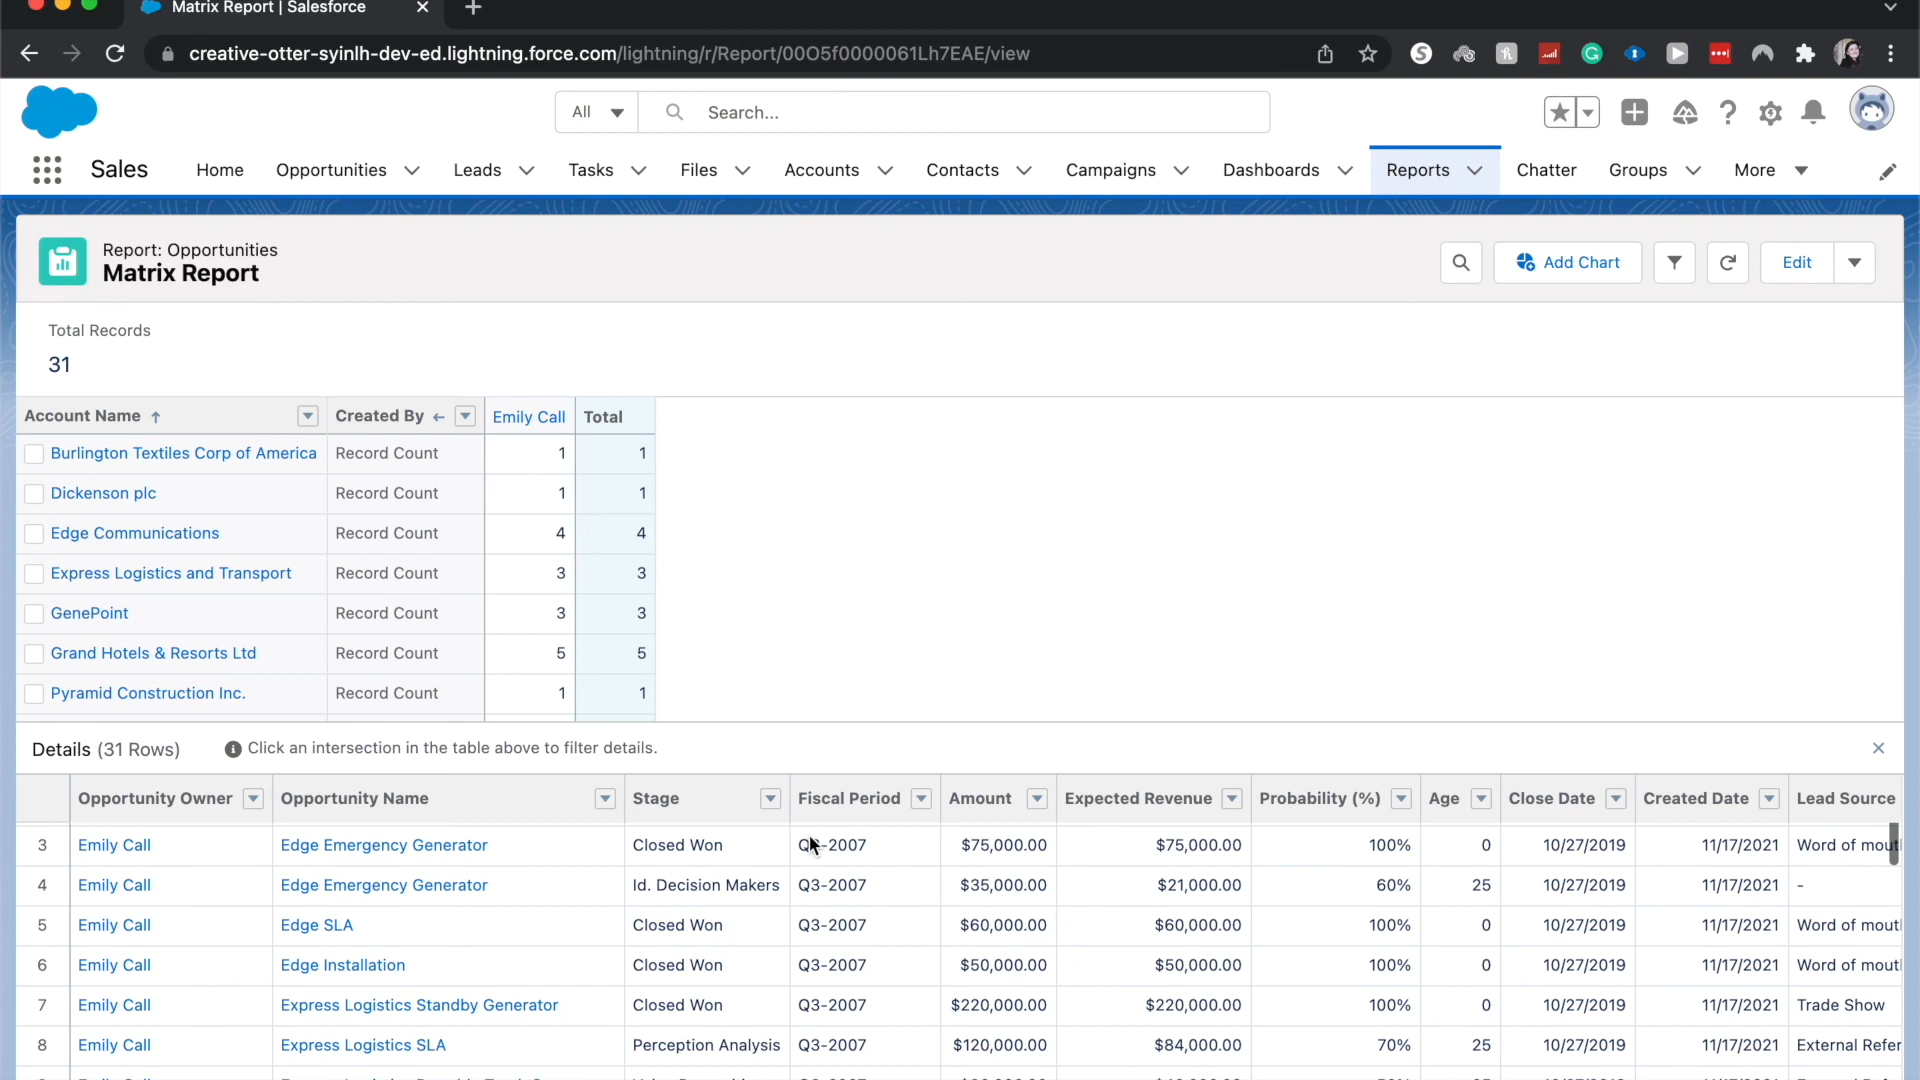 Matrix Report | Salesforce
creative-otter-syinlh-dev-ed.lightning.force.com/lightning/r/Report/00O5f0000061Lh7EAE/view
All Search...
Sales Home Opportunities Leads Tasks Files Accounts Contacts Campaigns Dashboards Reports Chatter Groups More
Report: Opportunities
Matrix Report
Add Chart Edit
Total Records
31
Account Name ↑ Created By ← Emily Call Total
Burlington Textiles Corp of America Record Count 1 1
Dickenson plc Record Count 1 1
Edge Communications Record Count 4 4
Express Logistics and Transport Record Count 3 3
GenePoint Record Count 3 3
Grand Hotels & Resorts Ltd Record Count 5 5
Pyramid Construction Inc. Record Count 1 1
Details (31 Rows) Click an intersection in the table above to filter details.
Opportunity Owner Opportunity Name Stage Fiscal Period Amount Expected Revenue Probability (%) Age Close Date Created Date Lead Source
3 Emily Call Edge Emergency Generator Closed Won -2007 $75,000.00 $75,000.00 100% 0 10/27/2019 11/17/2021 Word of mout
4 Emily Call Edge Emergency Generator Id. Decision Makers Q3-2007 $35,000.00 $21,000.00 60% 25 10/27/2019 11/17/2021 -
5 Emily Call Edge SLA Closed Won Q3-2007 $60,000.00 $60,000.00 100% 0 10/27/2019 11/17/2021 Word of mout
6 Emily Call Edge Installation Closed Won Q3-2007 $50,000.00 $50,000.00 100% 0 10/27/2019 11/17/2021 Word of mout
7 Emily Call Express Logistics Standby Generator Closed Won Q3-2007 $220,000.00 $220,000.00 100% 0 10/27/2019 11/17/2021 Trade Show
8 Emily Call Express Logistics SLA Perception Analysis Q3-2007 $120,000.00 $84,000.00 70% 25 10/27/2019 11/17/2021 External Refer